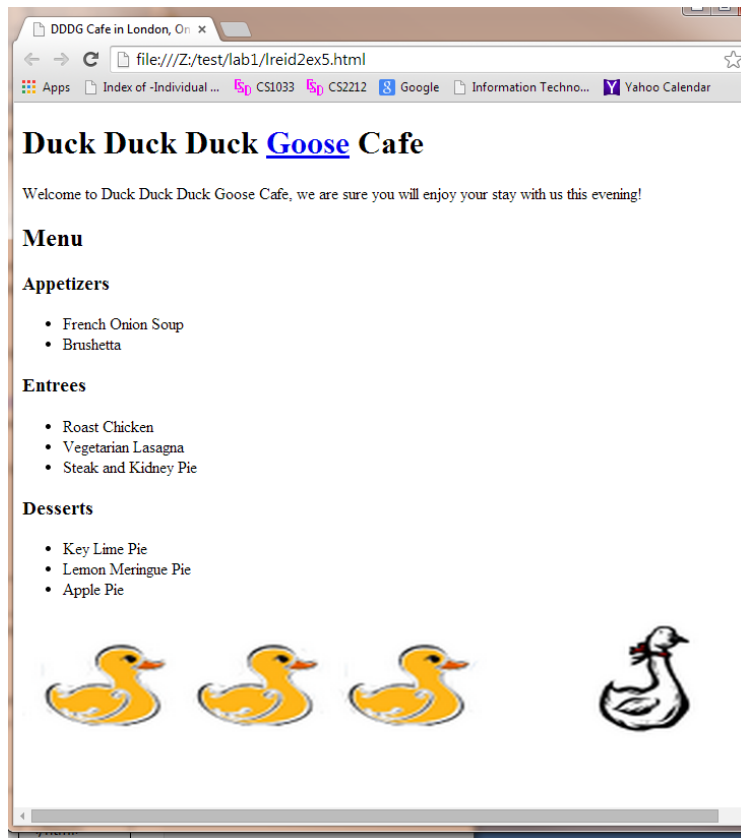 DDDG Cafe in London, On
file:///Z:/test/lab1/lreid2ex5.html
Apps Index of -Individual ... CS1033 CS2212 Google Information Techno... Yahoo Calendar
Duck Duck Duck Goose Cafe
Welcome to Duck Duck Duck Goose Cafe, we are sure you will enjoy your stay with us this evening!
Menu
Appetizers
• French Onion Soup
• Brushetta
Entrees
• Roast Chicken
• Vegetarian Lasagna
• Steak and Kidney Pie
Desserts
• Key Lime Pie
• Lemon Meringue Pie
• Apple Pie